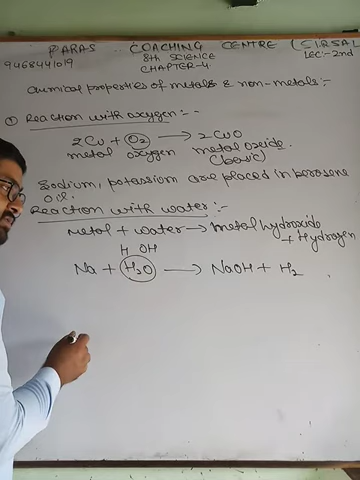 PARAS COACHING CENTRE (SIRSA)
9468441019 8th SCIENCE LEC:-2nd
CHAPTER-4
Chemical properties of metals & non-metals:-
① Reaction with oxygen:--
2Cu + O2 → 2CuO
metal oxygen metal oxide.
(basic)
Sodium, potassium are placed in kerosene
oil.
Reaction with water:-
Metal + water → metal hydroxide
+ Hydrogen
H OH
Na + H2O → NaOH + H2